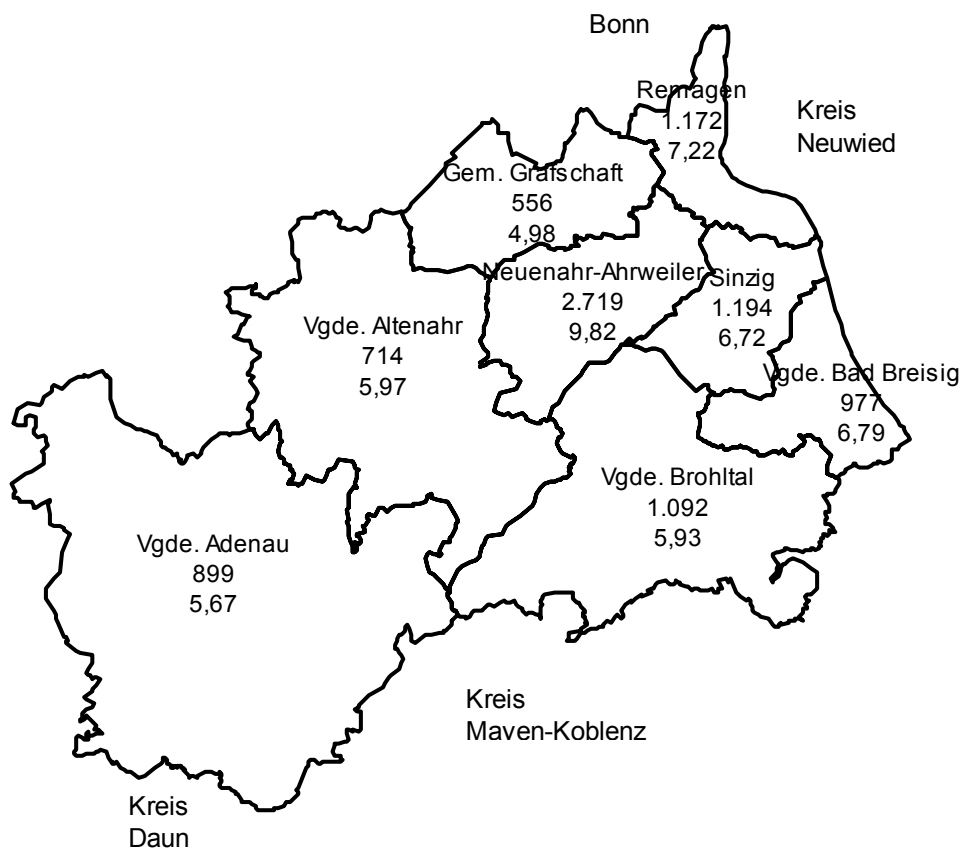 Bonn
Remagen
1.172
7,22
Kreis
Neuwied
Gem. Grafschaft
556
4,98
Neuenahr-Ahrweiler
2.719
9,82
Sinzig
1.194
6,72
Vgde. Altenahr
714
5,97
Vgde. Bad Breisig
977
6,79
Vgde. Brohltal
1.092
5,93
Vgde. Adenau
899
5,67
Kreis
Maven-Koblenz
Kreis
Daun